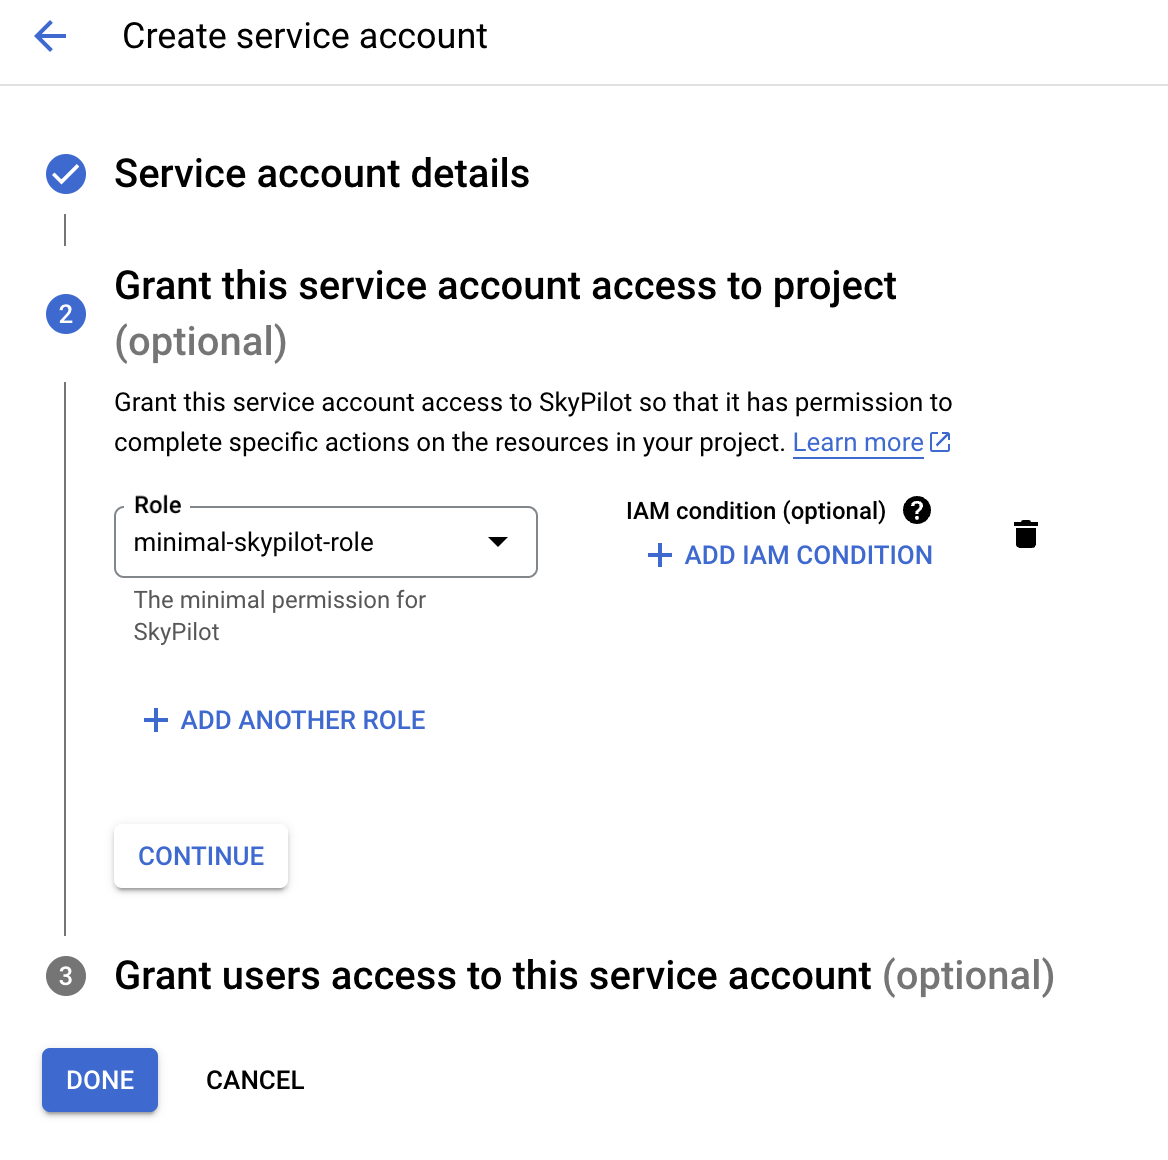 Create service account
Service account details
2
Grant this service account access to project
(optional)
Grant this service account access to SkyPilot so that it has permission to
complete specific actions on the resources in your project. Learn more
Role
minimal-skypilot-role
The minimal permission for
SkyPilot
IAM condition (optional) ?
+ ADD IAM CONDITION
+ ADD ANOTHER ROLE
CONTINUE
3
Grant users access to this service account (optional)
DONE
CANCEL